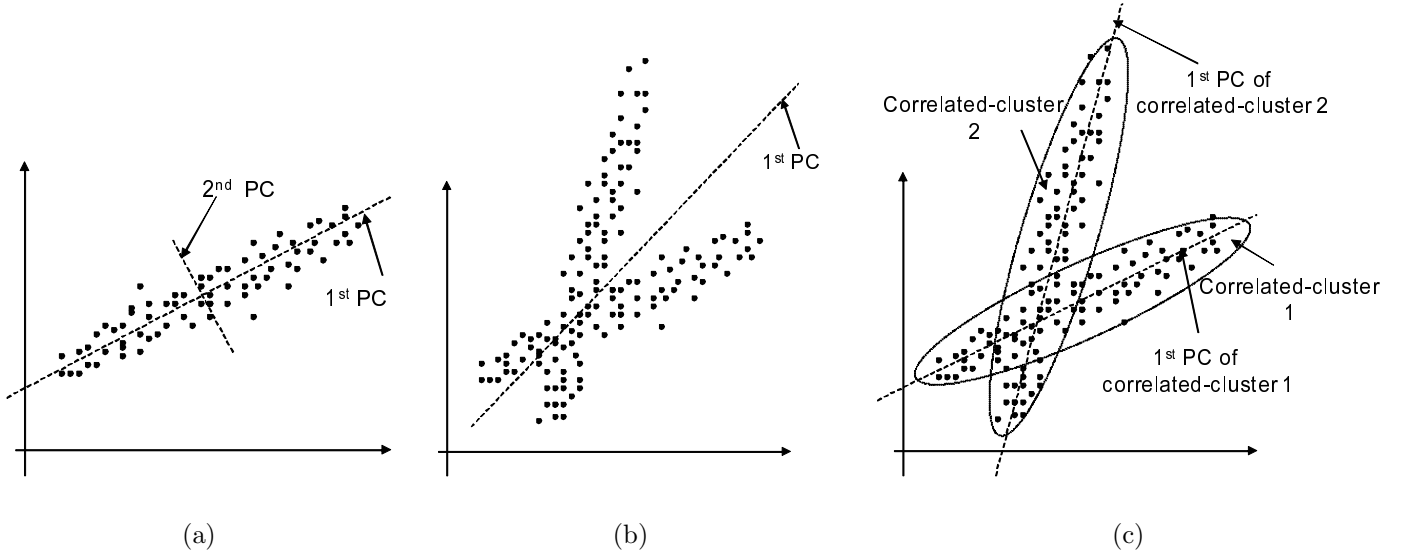 2nd PC
1st PC
(a)
1st PC
(b)
1st PC of
correlated-cluster 2
Correlated-cluster
2
Correlated-cluster
1
1st PC of
correlated-cluster 1
(c)